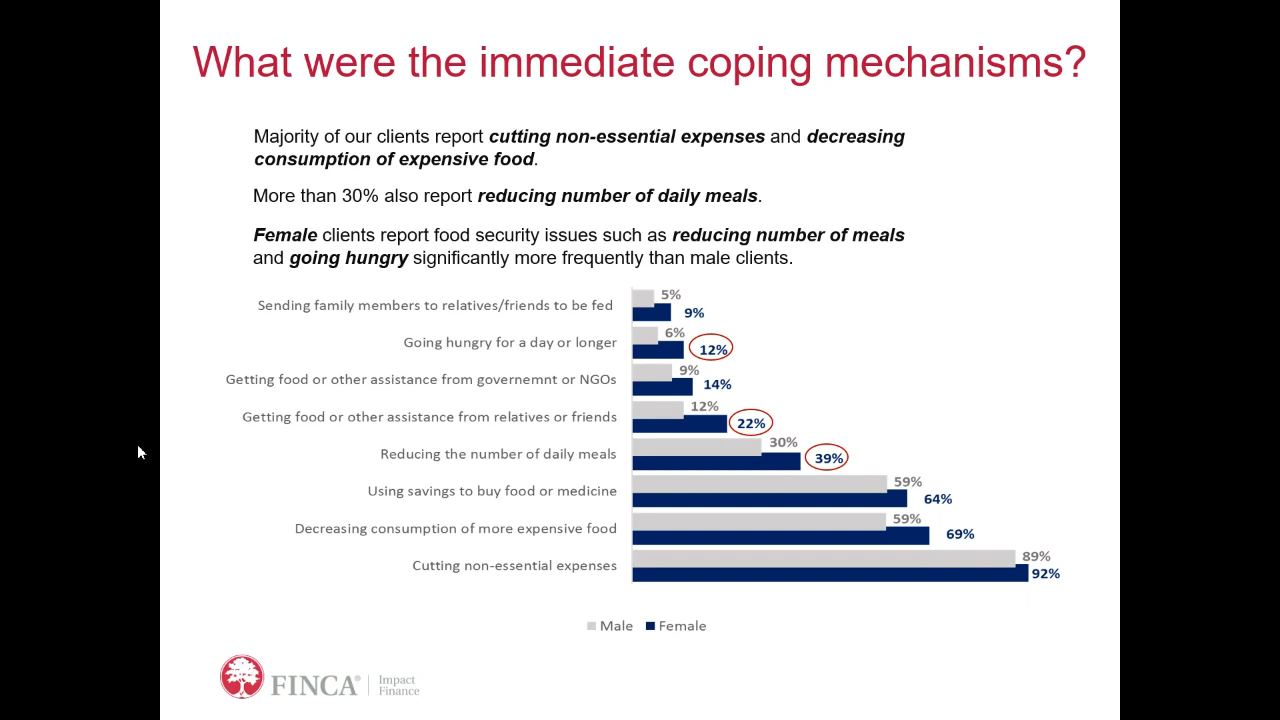 What were the immediate coping mechanisms?
Majority of our clients report cutting non-essential expenses and decreasing
consumption of expensive food.
More than 30% also report reducing number of daily meals.
Female clients report food security issues such as reducing number of meals
and going hungry significantly more frequently than male clients.
Sending family members to relatives/friends to be fed 5% 9%
Going hungry for a day or longer 6% 12%
Getting food or other assistance from governemnt or NGOs 9% 14%
Getting food or other assistance from relatives or friends 12% 22%
Reducing the number of daily meals 30% 39%
Using savings to buy food or medicine 59% 64%
Decreasing consumption of more expensive food 59% 69%
Cutting non-essential expenses 89% 92%
Male Female
FINCA® Impact
Finance